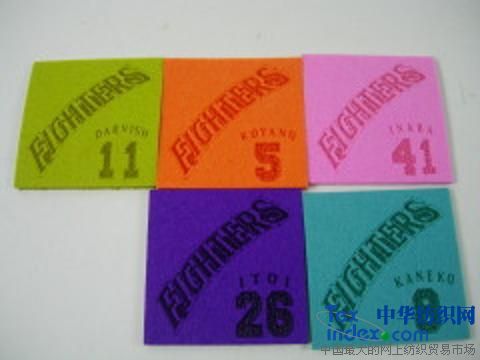 FIGHTERS
DARVISH
11
FIGHTERS
KOYANO
5
FIGHTERS
INABA
41
FIGHTERS
ITOI
26
FIGHTERS
KANEKO
8
Tex 中华纺织网
index.com
中国最大的网上纺织贸易市场